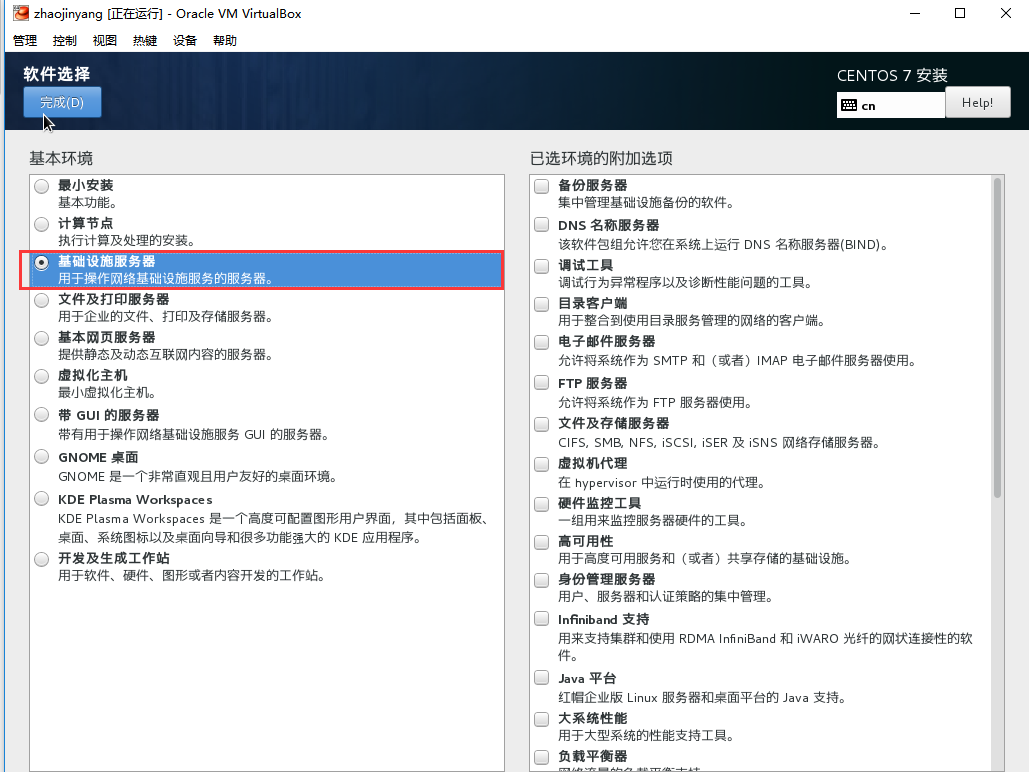 zhaojinyang [正在运行] - Oracle VM VirtualBox
管理 控制 视图 热键 设备 帮助
软件选择
完成(D)
CENTOS 7 安装
cn
Help!
基本环境
最小安装
基本功能。
计算节点
执行计算及处理的安装。
基础设施服务器
用于操作网络基础设施服务的服务器。
文件及打印服务器
用于企业的文件、打印及存储服务器。
基本网页服务器
提供静态及动态互联网内容的服务器。
虚拟化主机
最小虚拟化主机。
带 GUI 的服务器
带有用于操作网络基础设施服务 GUI 的服务器。
GNOME 桌面
GNOME 是一个非常直观且用户友好的桌面环境。
KDE Plasma Workspaces
KDE Plasma Workspaces 是一个高度可配置图形用户界面，其中包括面板、
桌面、系统图标以及桌面向导和很多功能强大的 KDE 应用程序。
开发及生成工作站
用于软件、硬件、图形或者内容开发的工作站。
已选环境的附加选项
备份服务器
集中管理基础设施备份的软件。
DNS 名称服务器
该软件包组允许您在系统上运行 DNS 名称服务器(BIND)。
调试工具
调试行为异常程序以及诊断性能问题的工具。
目录客户端
用于整合到使用目录服务管理的网络的客户端。
电子邮件服务器
允许将系统作为 SMTP 和（或者）IMAP 电子邮件服务器使用。
FTP 服务器
允许将系统作为 FTP 服务器使用。
文件及存储服务器
CIFS, SMB, NFS, iSCSI, iSER 及 iSNS 网络存储服务器。
虚拟机代理
在 hypervisor 中运行时使用的代理。
硬件监控工具
一组用来监控服务器硬件的工具。
高可用性
用于高度可用服务和（或者）共享存储的基础设施。
身份管理服务器
用户、服务器和认证策略的集中管理。
Infiniband 支持
用来支持集群和使用 RDMA InfiniBand 和 iWARO 光纤的网状连接性的软
件。
Java 平台
红帽企业版 Linux 服务器和桌面平台的 Java 支持。
大系统性能
用于大型系统的性能支持工具。
负载平衡器
网络流量的负载平衡支持